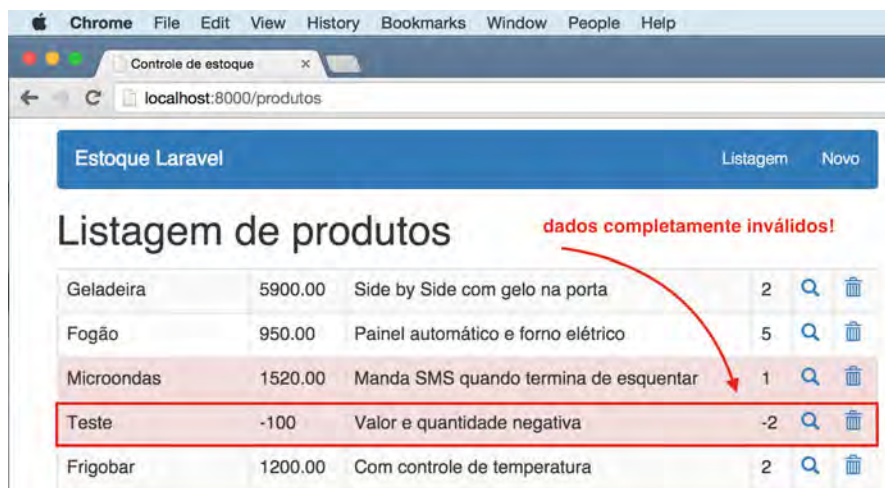 Chrome File Edit View History Bookmarks Window People Help
Controle de estoque ×
localhost:8000/produtos
Estoque Laravel Listagem Novo
Listagem de produtos
dados completamente inválidos!
Geladeira 5900.00 Side by Side com gelo na porta 2
Fogão 950.00 Painel automático e forno elétrico 5
Microondas 1520.00 Manda SMS quando termina de esquentar 1
Teste -100 Valor e quantidade negativa -2
Frigobar 1200.00 Com controle de temperatura 2